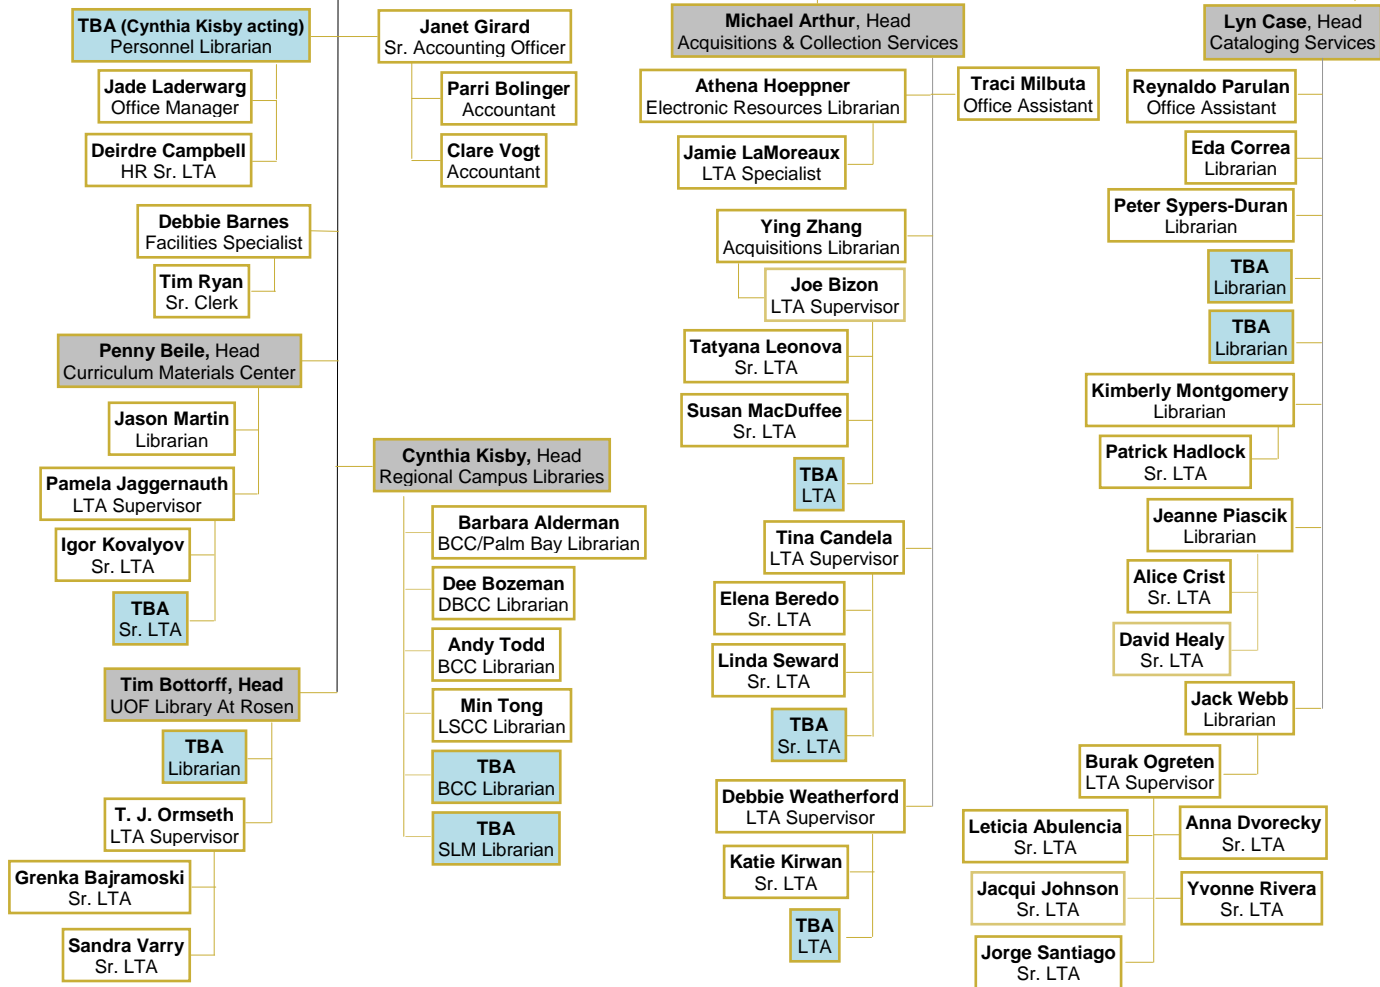 TBA (Cynthia Kisby acting)
Personnel Librarian
Jade Laderwarg
Office Manager
Deirdre Campbell
HR Sr. LTA
Janet Girard
Sr. Accounting Officer
Parri Bolinger
Accountant
Clare Vogt
Accountant
Debbie Barnes
Facilities Specialist
Tim Ryan
Sr. Clerk
Penny Beile, Head
Curriculum Materials Center
Jason Martin
Librarian
Pamela Jaggernauth
LTA Supervisor
Igor Kovalyov
Sr. LTA
TBA
Sr. LTA
Tim Bottorff, Head
UOF Library At Rosen
TBA
Librarian
T. J. Ormseth
LTA Supervisor
Grenka Bajramoski
Sr. LTA
Sandra Varry
Sr. LTA
Cynthia Kisby, Head
Regional Campus Libraries
Barbara Alderman
BCC/Palm Bay Librarian
Dee Bozeman
DBCC Librarian
Andy Todd
BCC Librarian
Min Tong
LSCC Librarian
TBA
BCC Librarian
TBA
SLM Librarian
Michael Arthur, Head
Acquisitions & Collection Services
Athena Hoeppner
Electronic Resources Librarian
Traci Milbuta
Office Assistant
Jamie LaMoreaux
LTA Specialist
Ying Zhang
Acquisitions Librarian
Joe Bizon
LTA Supervisor
Tatyana Leonova
Sr. LTA
Susan MacDuffee
Sr. LTA
TBA
LTA
Tina Candela
LTA Supervisor
Elena Beredo
Sr. LTA
Linda Seward
Sr. LTA
TBA
Sr. LTA
Debbie Weatherford
LTA Supervisor
Katie Kirwan
Sr. LTA
TBA
LTA
Lyn Case, Head
Cataloging Services
Reynaldo Parulan
Office Assistant
Eda Correa
Librarian
Peter Sypers-Duran
Librarian
TBA
Librarian
TBA
Librarian
Kimberly Montgomery
Librarian
Patrick Hadlock
Sr. LTA
Jeanne Piascik
Librarian
Alice Crist
Sr. LTA
David Healy
Sr. LTA
Jack Webb
Librarian
Burak Ogreten
LTA Supervisor
Leticia Abulencia
Sr. LTA
Anna Dvorecky
Sr. LTA
Jacqui Johnson
Sr. LTA
Yvonne Rivera
Sr. LTA
Jorge Santiago
Sr. LTA